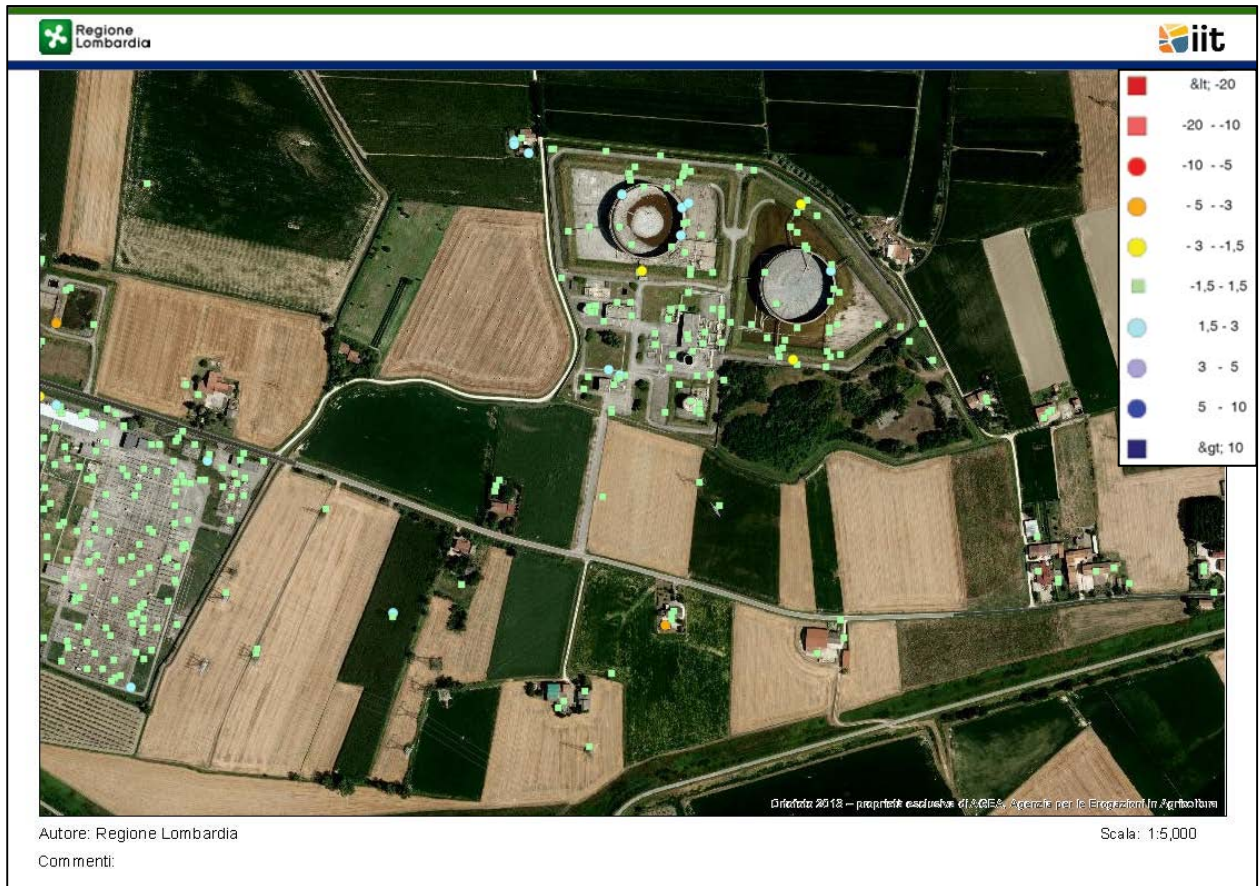 Regione
Lombardia
iit
&lt; -20
-20 - -10
-10 - -5
- 5 - -3
- 3 - -1,5
-1,5 - 1,5
1,5 - 3
3 - 5
5 - 10
&gt; 10
Ortofoto 2012 – proprietà esclusiva di AGEA, Agenzia per le Erogazioni in Agricoltura
Autore: Regione Lombardia
Scala: 1:5,000
Commenti: